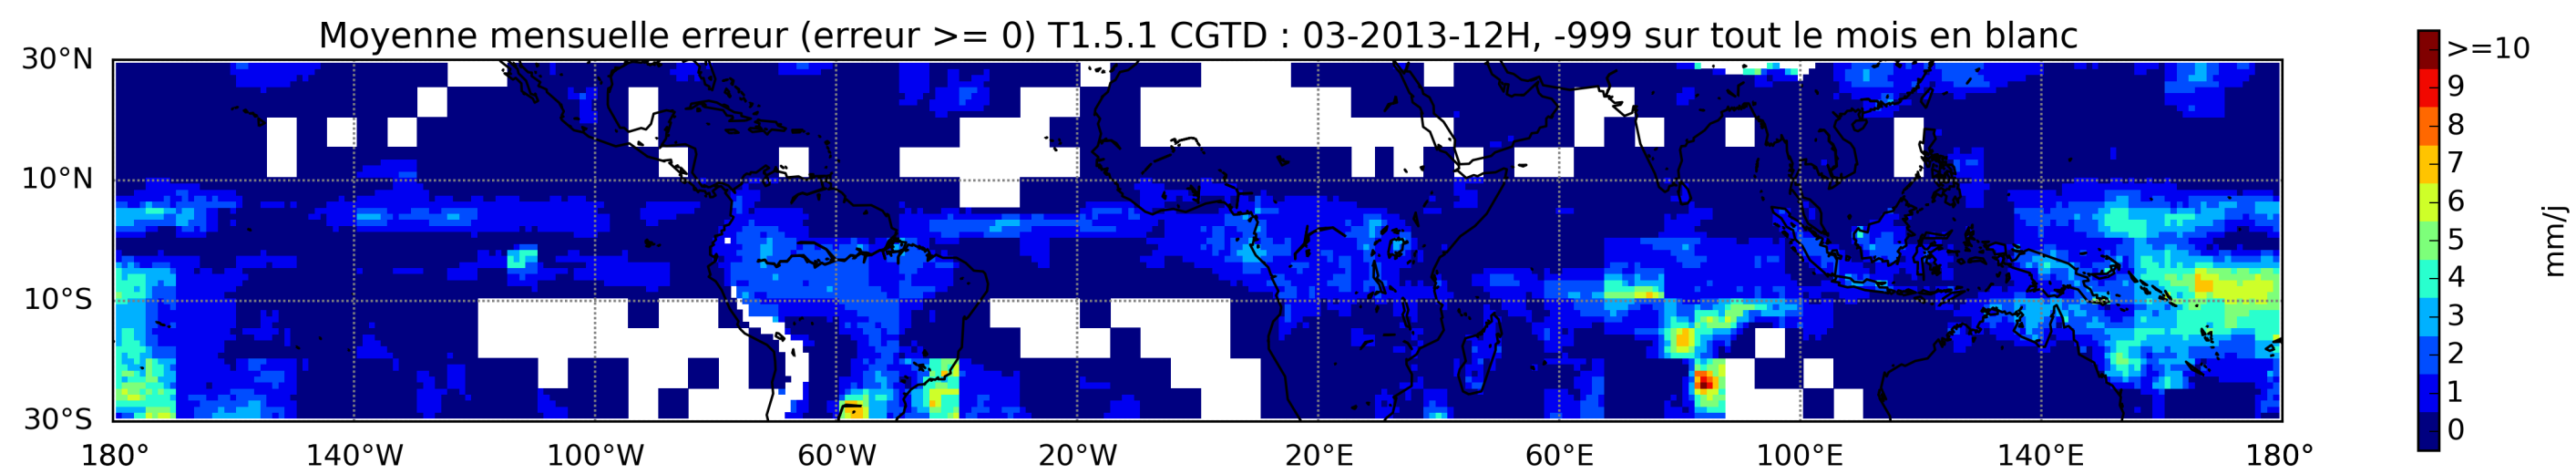 Moyenne mensuelle erreur (erreur >= 0) T1.5.1 CGTD : 03-2013-12H, -999 sur tout le mois en blanc
30°N
10°N
10°S
30°S
180° 140°W 100°W 60°W 20°W 20°E 60°E 100°E 140°E 180°
>=10
9
8
7
6
5
4
3
2
1
0
mm/j